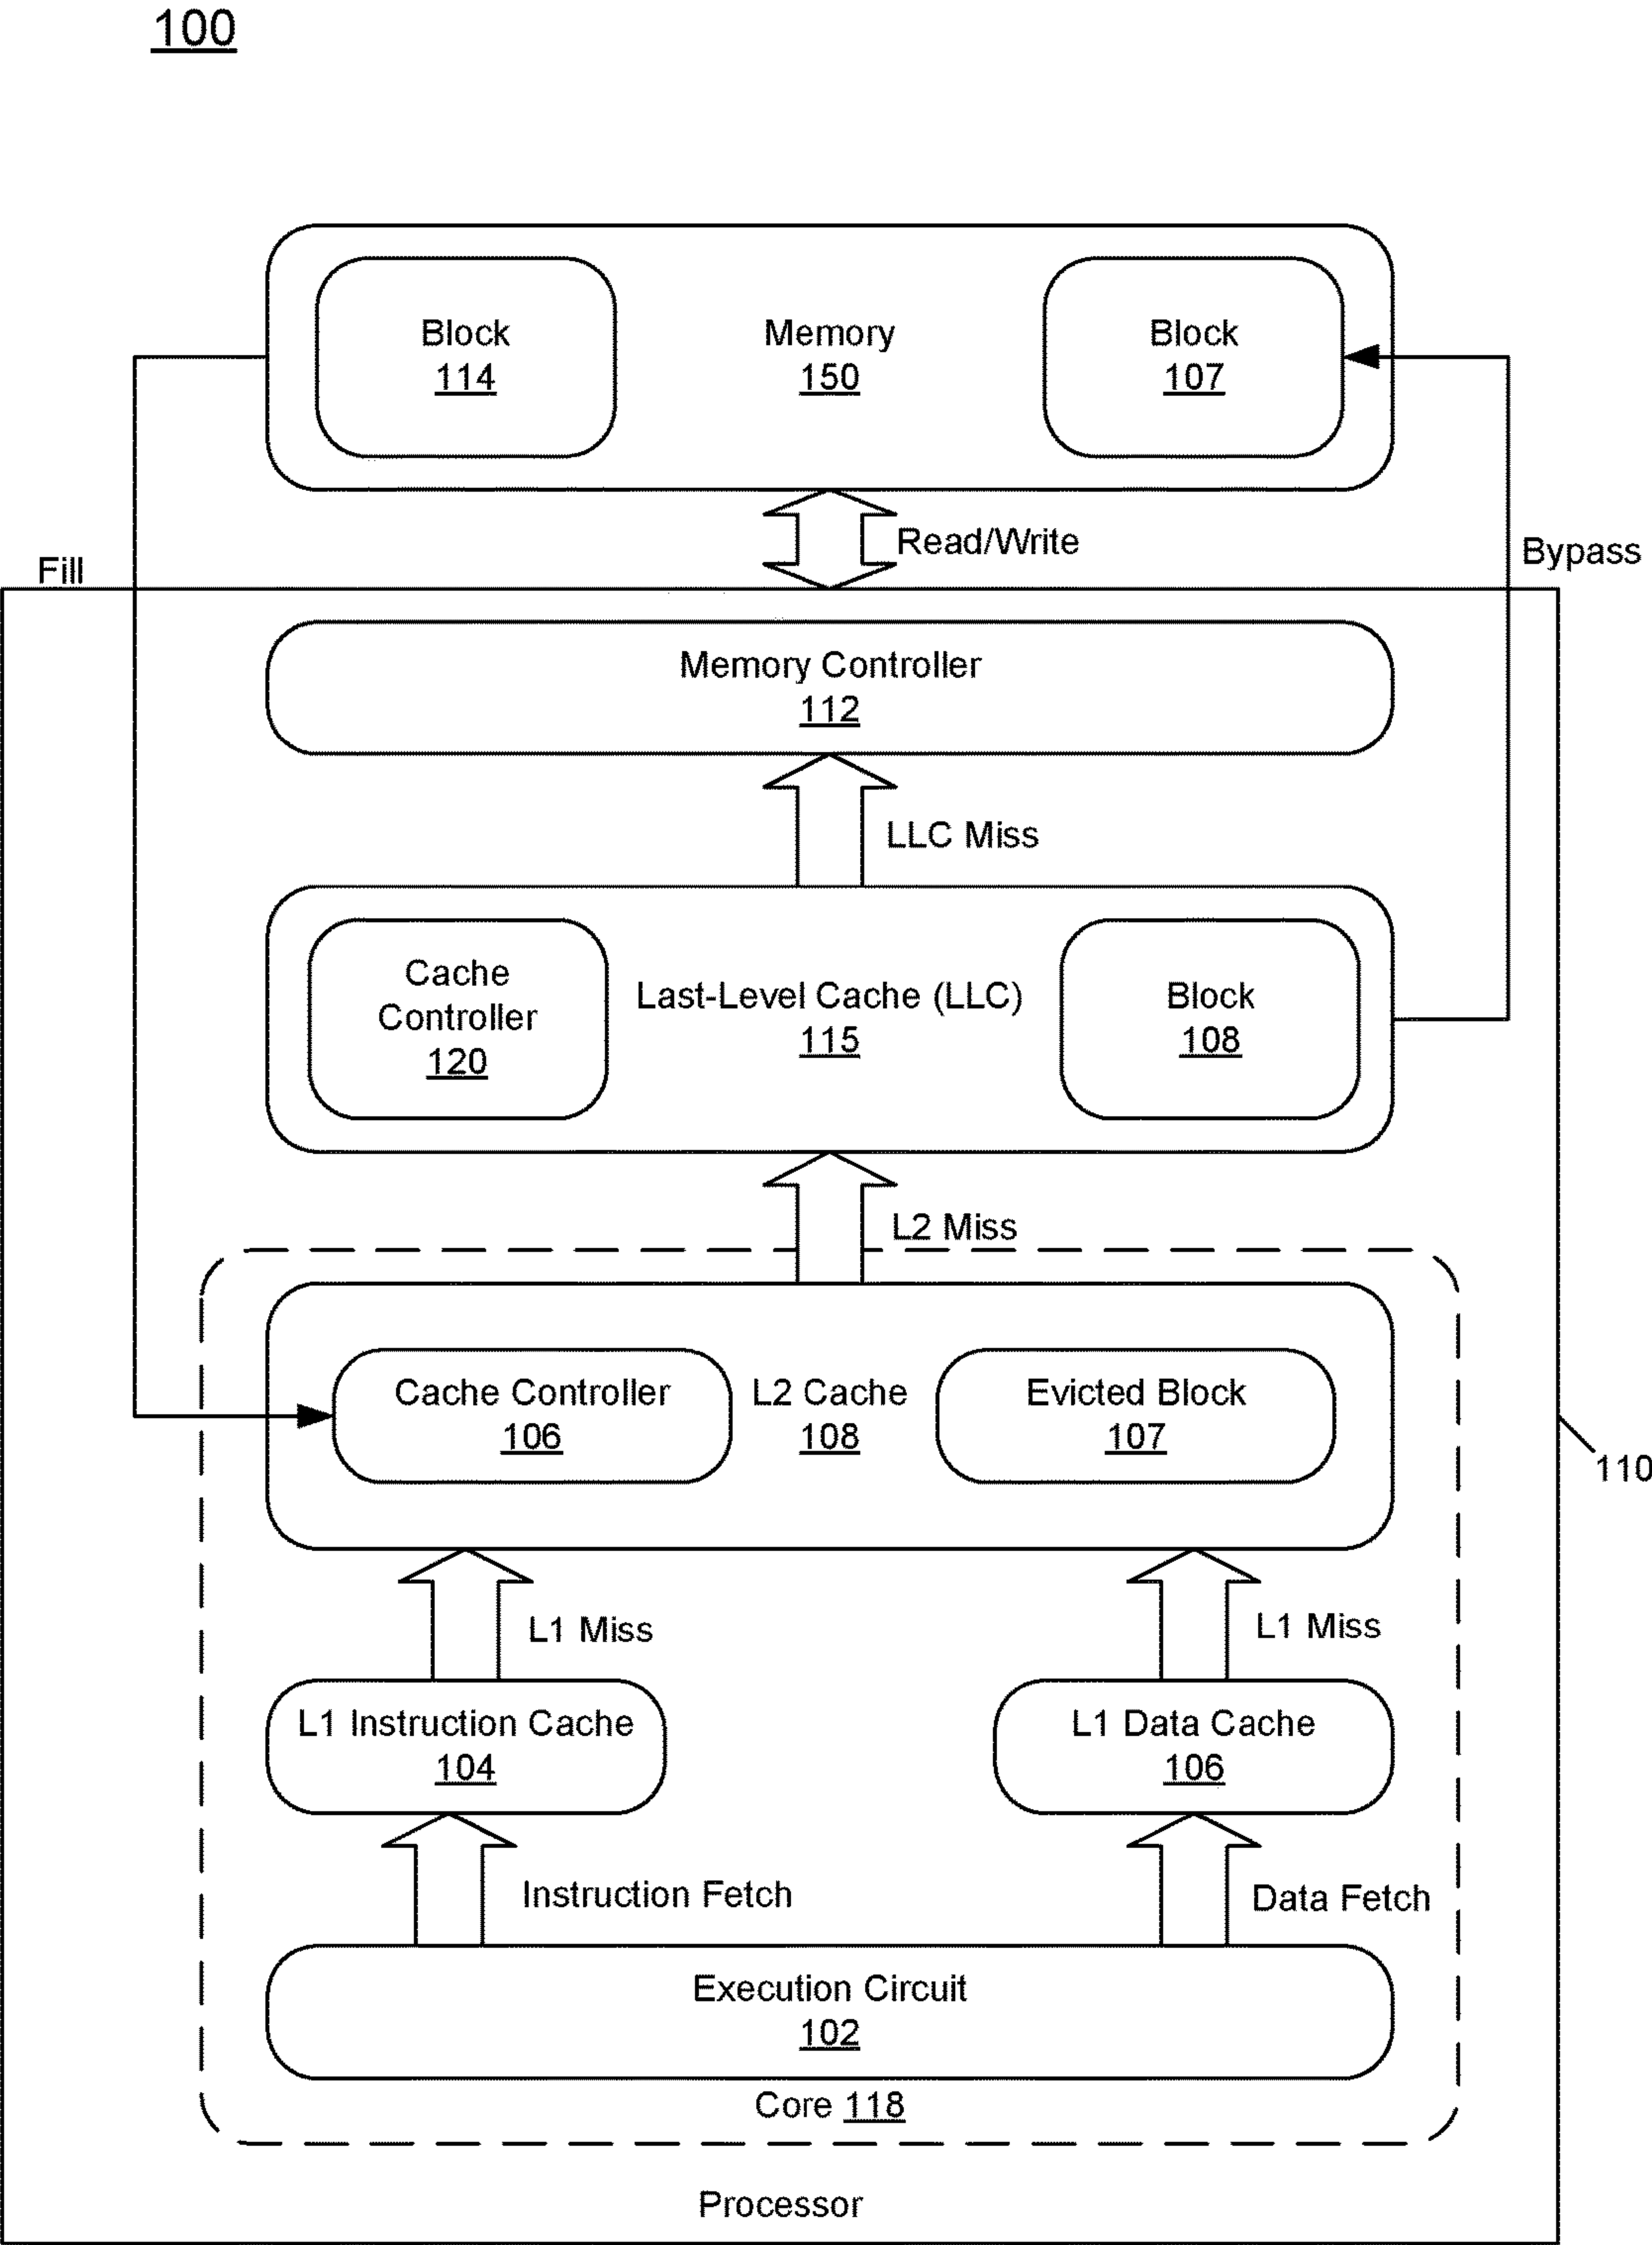 100
Block
114
Memory
150
Block
107
Read/Write
Bypass
Fill
Memory Controller
112
LLC Miss
Cache
Controller
120
Last-Level Cache (LLC)
115
Block
108
L2 Miss
Cache Controller
106
L2 Cache
108
Evicted Block
107
110
L1 Miss
L1 Miss
L1 Instruction Cache
104
L1 Data Cache
106
Instruction Fetch
Data Fetch
Execution Circuit
102
Core 118
Processor